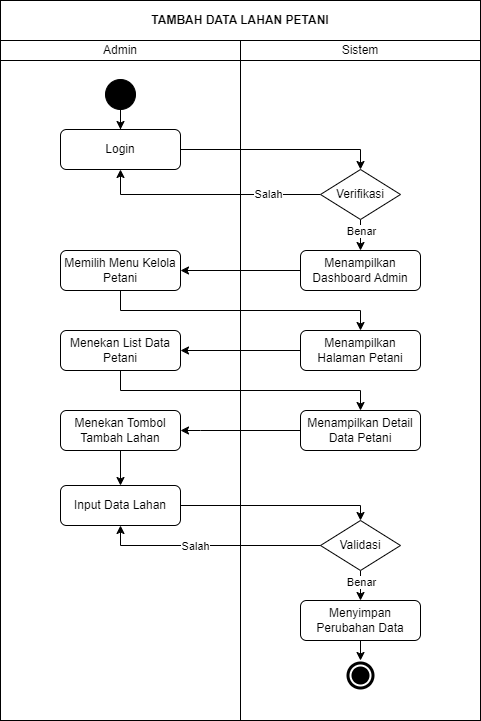 TAMBAH DATA LAHAN PETANI
Admin
Sistem
Login
Verifikasi
Salah
Benar
Menampilkan
Dashboard Admin
Memilih Menu Kelola
Petani
Menampilkan
Halaman Petani
Menekan List Data
Petani
Menampilkan Detail
Data Petani
Menekan Tombol
Tambah Lahan
Input Data Lahan
Validasi
Salah
Benar
Menyimpan
Perubahan Data